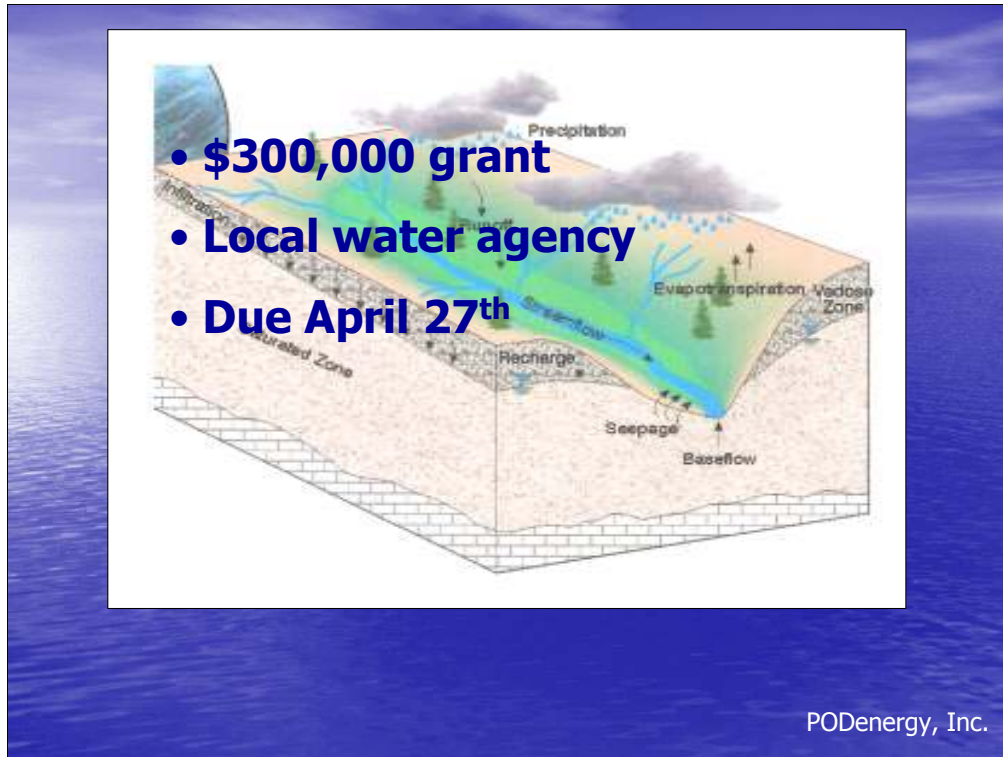 Precipitation
• $300,000 grant
Infiltration
Runoff
• Local water agency
Evapotranspiration
Vadose
Zone
• Due April 27th
Streamflow
Saturated Zone
Recharge
Seepage
Baseflow
PODenergy, Inc.